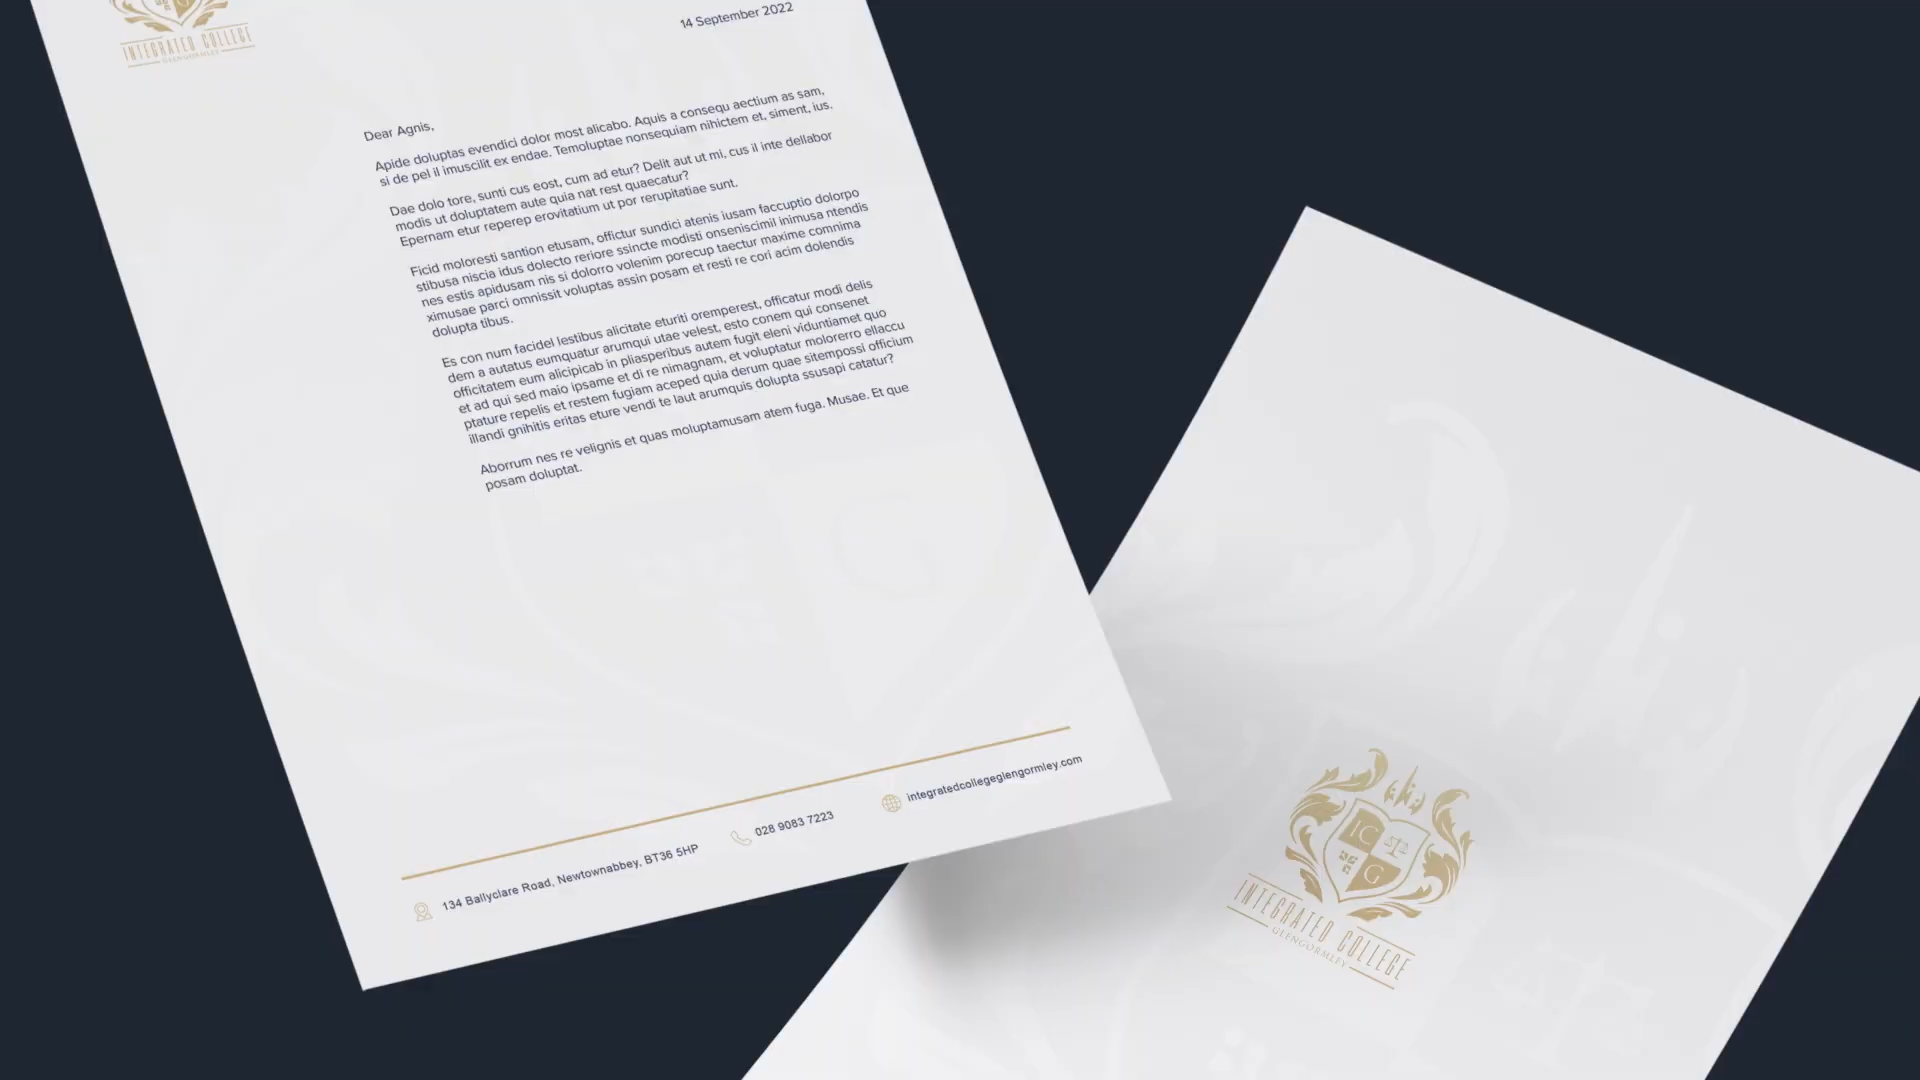 INTEGRATED COLLEGE
GLENGORMLEY
14 September 2022
Dear Agnis,
Apide doluptas evendici dolor most alicabo. Aquis a consequ aectium as sam,
si de pel il imuscilit ex endae. Temoluptae nonsequiam nihictem et, siment, ius.
Dae dolo tore, sunti cus eost, cum ad etur? Delit aut ut mi, cus il inte dellabor
modis ut doluptatem aute quia nat rest quaecatur?
Epernam etur reperep erovitatium ut por rerupitatiae sunt.
Ficid moloresti santion etusam, offictur sundici atenis iusam faccuptio dolorpo
stibusa niscia idus dolecto reriore ssincte modisti onseniscimil inimusa ntendis
nes estis apidusam nis si dolorro volenim porecup taectur maxime comnima
ximusae parci omnissit voluptas assin posam et resti re cori acim dolendis
dolupta tibus.
Es con num facidel lestibus alicitate eturiti oremperest, officatur modi delis
dem a autatus eumquatur arumqui utae velest, esto conem qui consenet
officitatem eum alicipicab in pliasperibus autem fugit eleni viduntiamet quo
et ad qui sed maio ipsame et di re nimagnam, et voluptatur molorerro ellaccu
ptature repelis et restem fugiam aceped quia derum quae sitempossi officium
illandi gnihitis eritas eture vendi te laut arumquis dolupta ssusapi catatur?
Aborrum nes re velignis et quas moluptamusam atem fuga. Musae. Et que
posam doluptat.
134 Ballyclare Road, Newtownabbey, BT36 5HP
028 9083 7223
integratedcollegeglengormley.com
IC
G
INTEGRATED COLLEGE
GLENGORMLEY